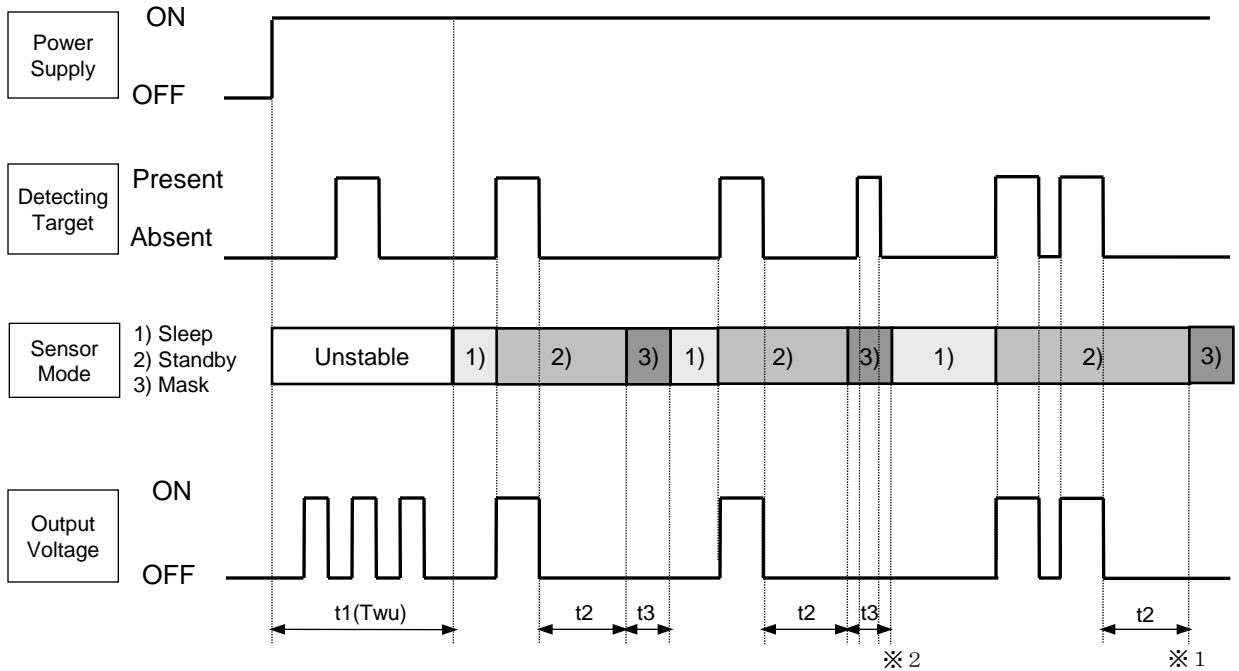 ON
Power
Supply
OFF
Detecting
Target
Present
Absent
Sensor
Mode
1) Sleep
2) Standby
3) Mask
Unstable 1) 2) 3) 1) 2) 3) 1) 2) 3)
Output
Voltage
ON
OFF
t1(Twu) t2 t3 t2 t3 t2
※2 ※1